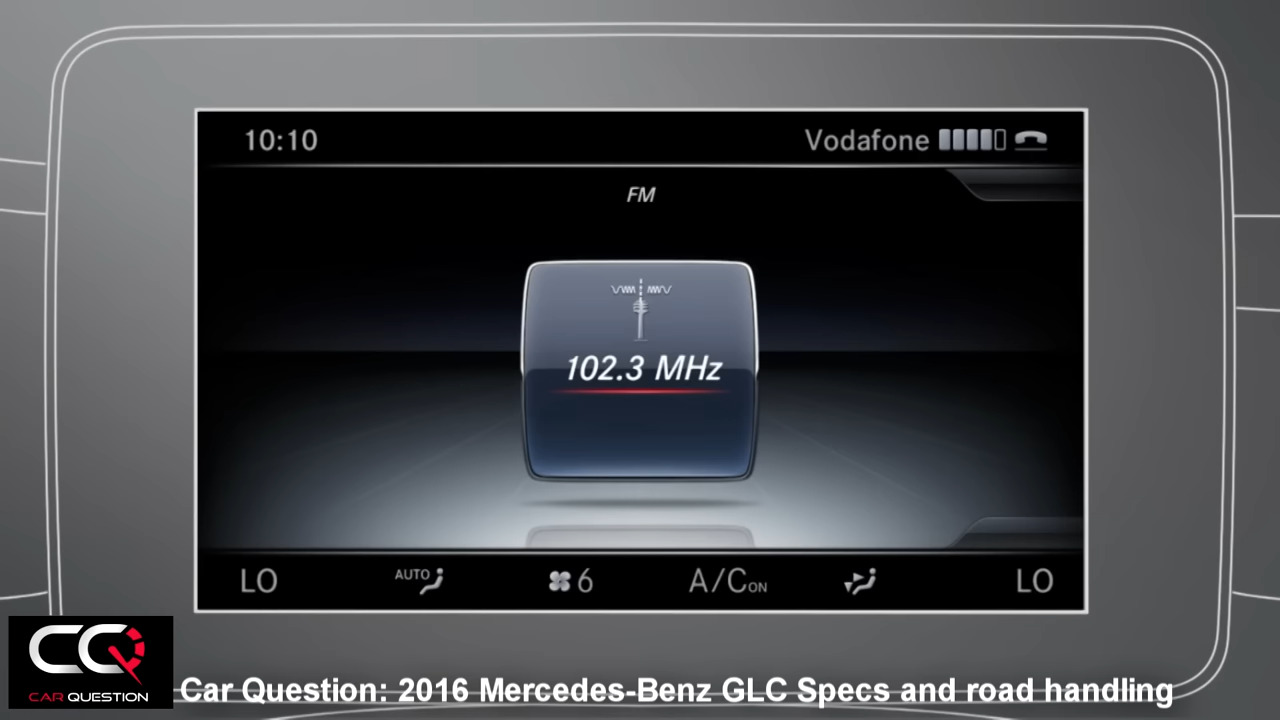 10:10
Vodafone
FM
102.3 MHz
LO
AUTO
6
A/C ON
LO
CQ
CAR QUESTION
Car Question: 2016 Mercedes-Benz GLC Specs and road handling